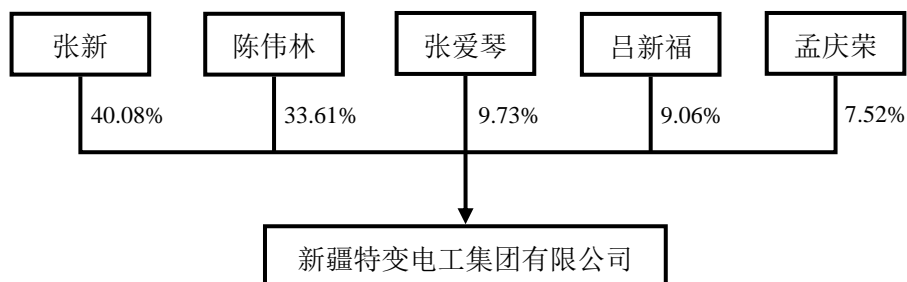 张新 陈伟林 张爱琴 吕新福 孟庆荣
40.08% 33.61% 9.73% 9.06% 7.52%
新疆特变电工集团有限公司